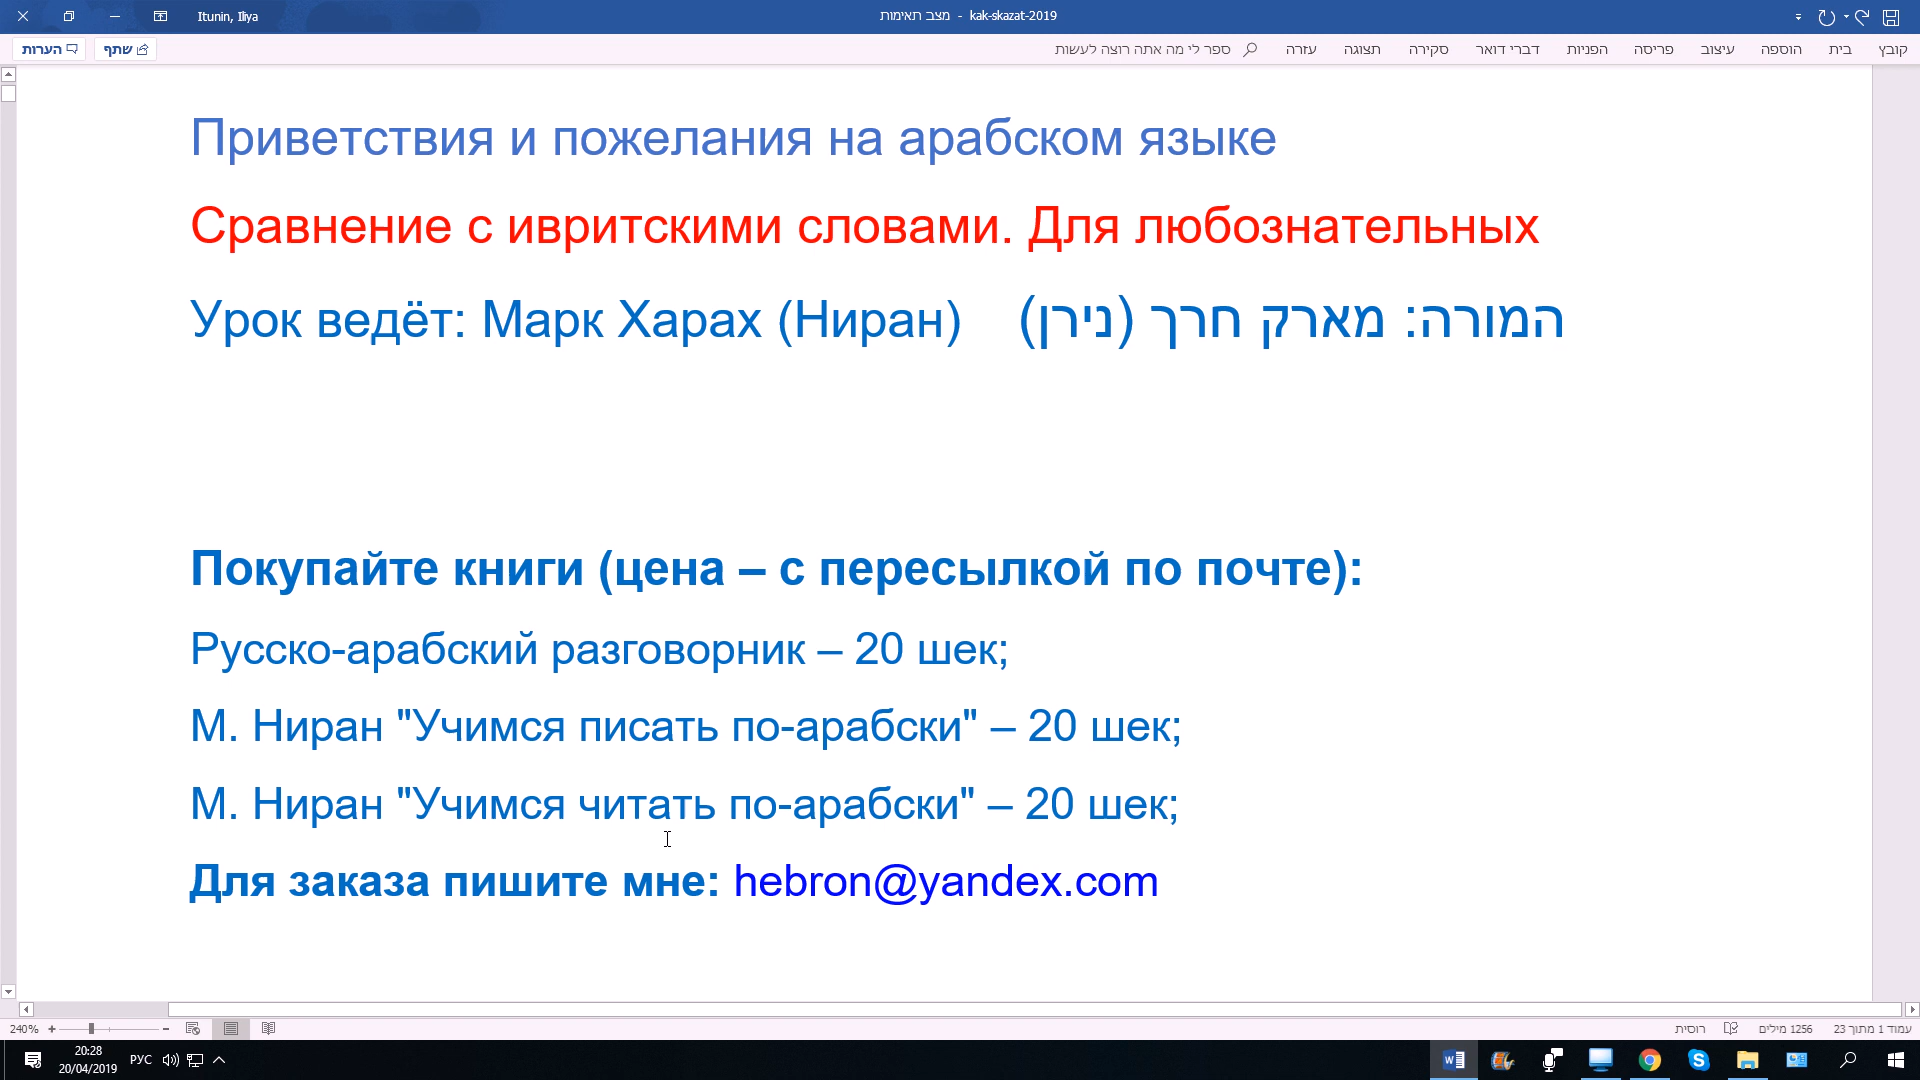 Itunin, Iliya
kak-skazat-2019 - מצב תאימות
קובץ בית הוספה עיצוב פריסה הפניות דברי דואר סקירה תצוגה עזרה ספר לי מה אתה רוצה לעשות שתף הערות
Приветствия и пожелания на арабском языке
Сравнение с ивритскими словами. Для любознательных
Урок ведёт: Марк Харах (Ниран) המורה: מארק חרך (נירן)
Покупайте книги (цена – с пересылкой по почте):
Русско-арабский разговорник – 20 шек;
М. Ниран "Учимся писать по-арабски" – 20 шек;
М. Ниран "Учимся читать по-арабски" – 20 шек;
Для заказа пишите мне: hebron@yandex.com
עמוד 1 מתוך 23 1256 מילים רוסית 240%
20:28
РУС
20/04/2019